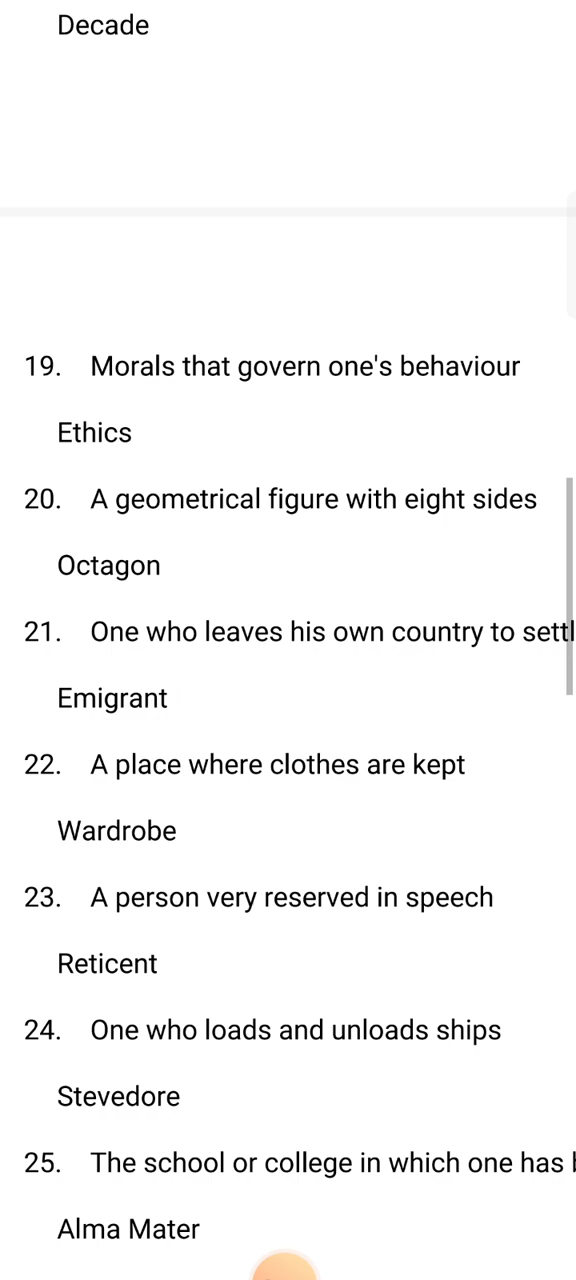 Decade
19. Morals that govern one's behaviour
Ethics
20. A geometrical figure with eight sides
Octagon
21. One who leaves his own country to
Emigrant
22. A place where clothes are kept
Wardrobe
23. A person very reserved in speech
Reticent
24. One who loads and unloads ships
Stevedore
25. The school or college in which one has
Alma Mater